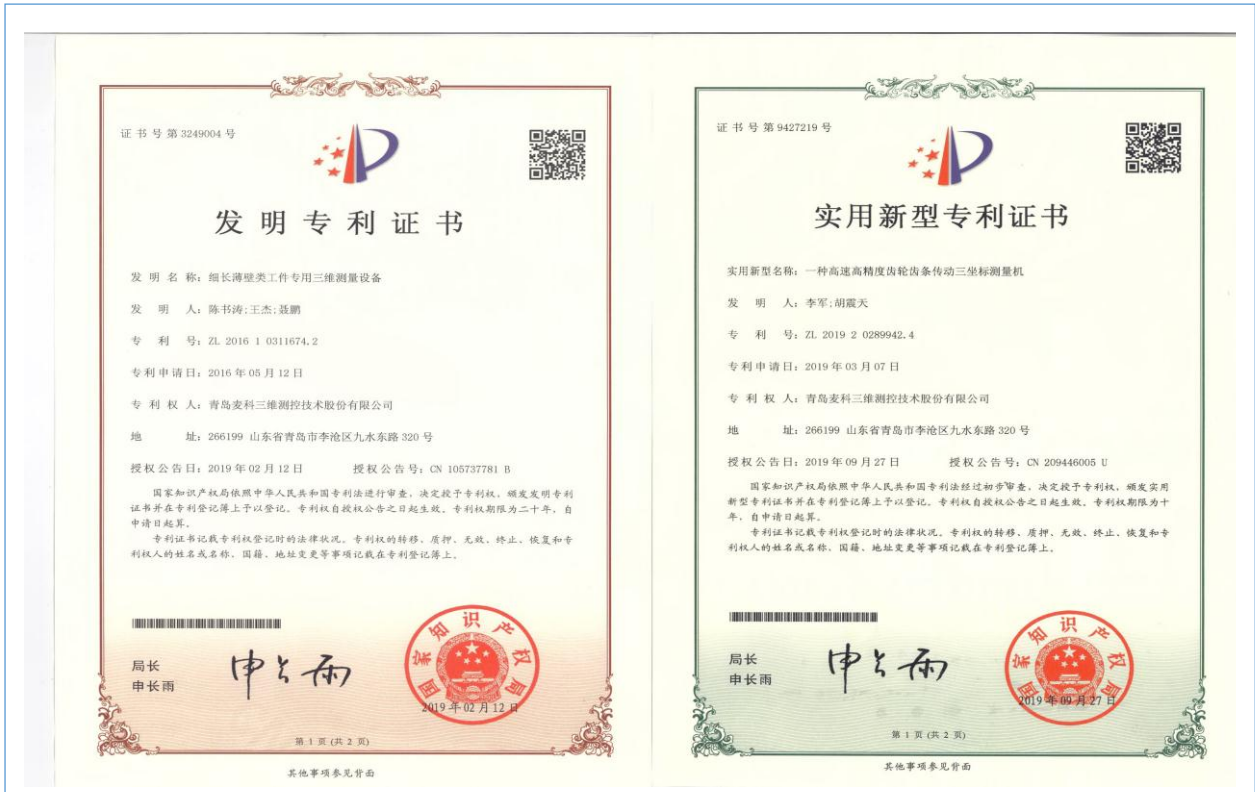 证书号第3249004号
发明专利证书
发明名称：细长薄壁类工件专用三维测量设备
发明人：陈书涛;王杰;聂鹏
专利号：ZL 2016 1 0311674.2
专利申请日：2016年05月12日
专利权人：青岛麦科三维测控技术股份有限公司
地址：266199 山东省青岛市李沧区九水东路320号
授权公告日：2019年02月12日 授权公告号：CN 105737781 B
国家知识产权局依照中华人民共和国专利法进行审查，决定授予专利权，颁发发明专利
证书并在专利登记簿上予以登记。专利权自授权公告之日起生效。专利权期限为二十年，自
申请日起算。
专利证书记载专利权登记时的法律状况。专利权的转移、质押、无效、终止、恢复和专
利权人的姓名或名称、国籍、地址变更等事项记载在专利登记簿上。
局长
申长雨
申长雨
国家知识产权局
2019年02月12日
第1页(共2页)
其他事项参见背面
证书号第9427219号
实用新型专利证书
实用新型名称：一种高速高精度齿轮齿条传动三坐标测量机
发明人：李军;胡震天
专利号：ZL 2019 2 0289942.4
专利申请日：2019年03月07日
专利权人：青岛麦科三维测控技术股份有限公司
地址：266199 山东省青岛市李沧区九水东路320号
授权公告日：2019年09月27日 授权公告号：CN 209446005 U
国家知识产权局依照中华人民共和国专利法经过初步审查，决定授予专利权，颁发实用
新型专利证书并在专利登记簿上予以登记。专利权自授权公告之日起生效。专利权期限为十
年，自申请日起算。
专利证书记载专利权登记时的法律状况。专利权的转移、质押、无效、终止、恢复和专
利权人的姓名或名称、国籍、地址变更等事项记载在专利登记簿上。
局长
申长雨
申长雨
国家知识产权局
2019年09月27日
第1页(共2页)
其他事项参见背面